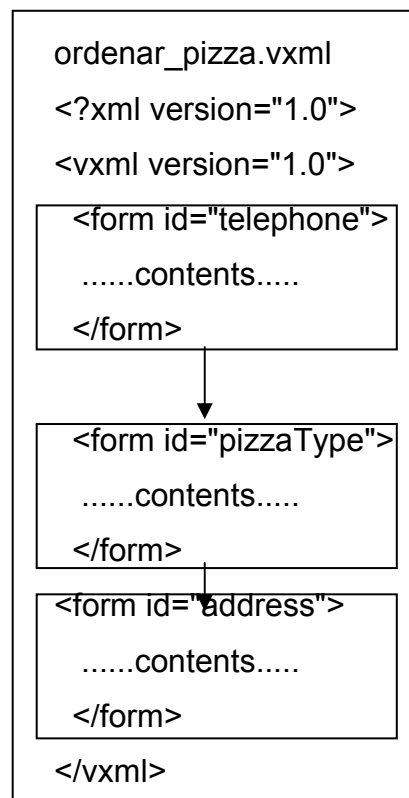 ordenar_pizza.vxml
<?xml version="1.0">
<vxml version="1.0">
<form id="telephone">
......contents.....
</form>
<form id="pizzaType">
......contents.....
</form>
<form id="address">
......contents.....
</form>
</vxml>